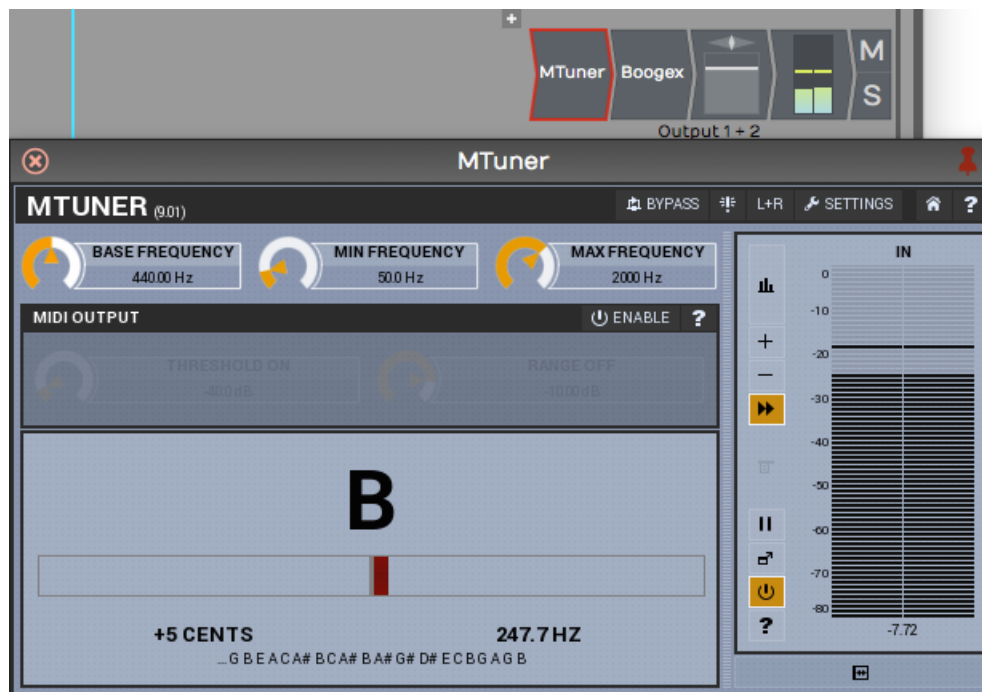 +
MTuner Boogex M
S
Output 1 + 2
MTuner
MTUNER (9.01) BYPASS L+R SETTINGS ?
BASE FREQUENCY MIN FREQUENCY MAX FREQUENCY IN
440.00 Hz 50.0 Hz 2000 Hz
0
-10
MIDI OUTPUT ENABLE ?
+
-20
THRESHOLD ON RANGE OFF
−
-30
-40
B
-50
-60
-70
-80
+5 CENTS 247.7 HZ
? -7.72
...G B E A C A# B C A# B A# G# D# E C B G A G B